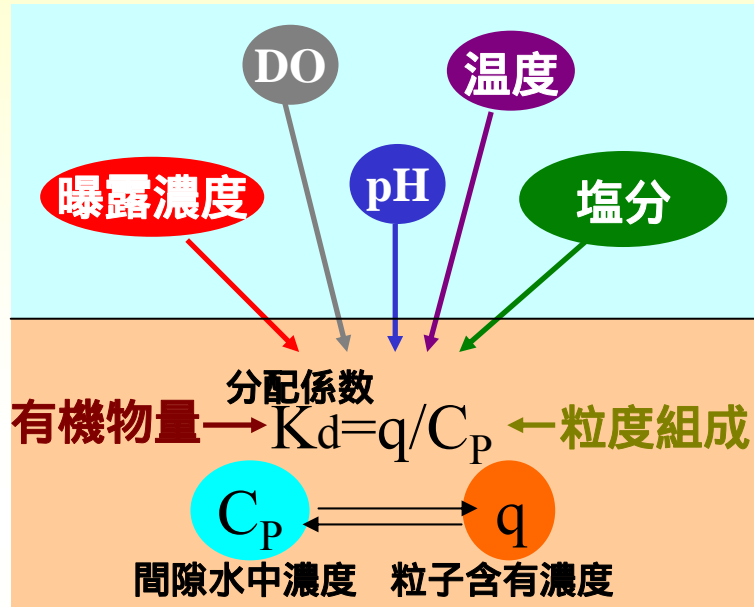 DO
温度
pH
曝露濃度
塩分
分配係数
有機物量
Kd=q/CP
粒度組成
CP
q
間隙水中濃度
粒子含有濃度